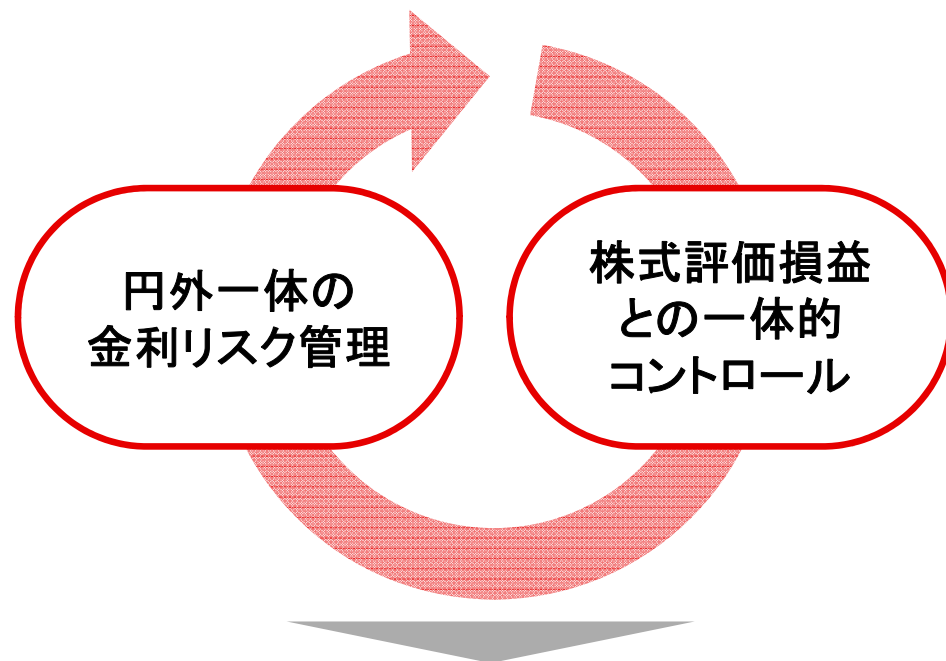 円外一体の
金利リスク管理
株式評価損益
との一体的
コントロール